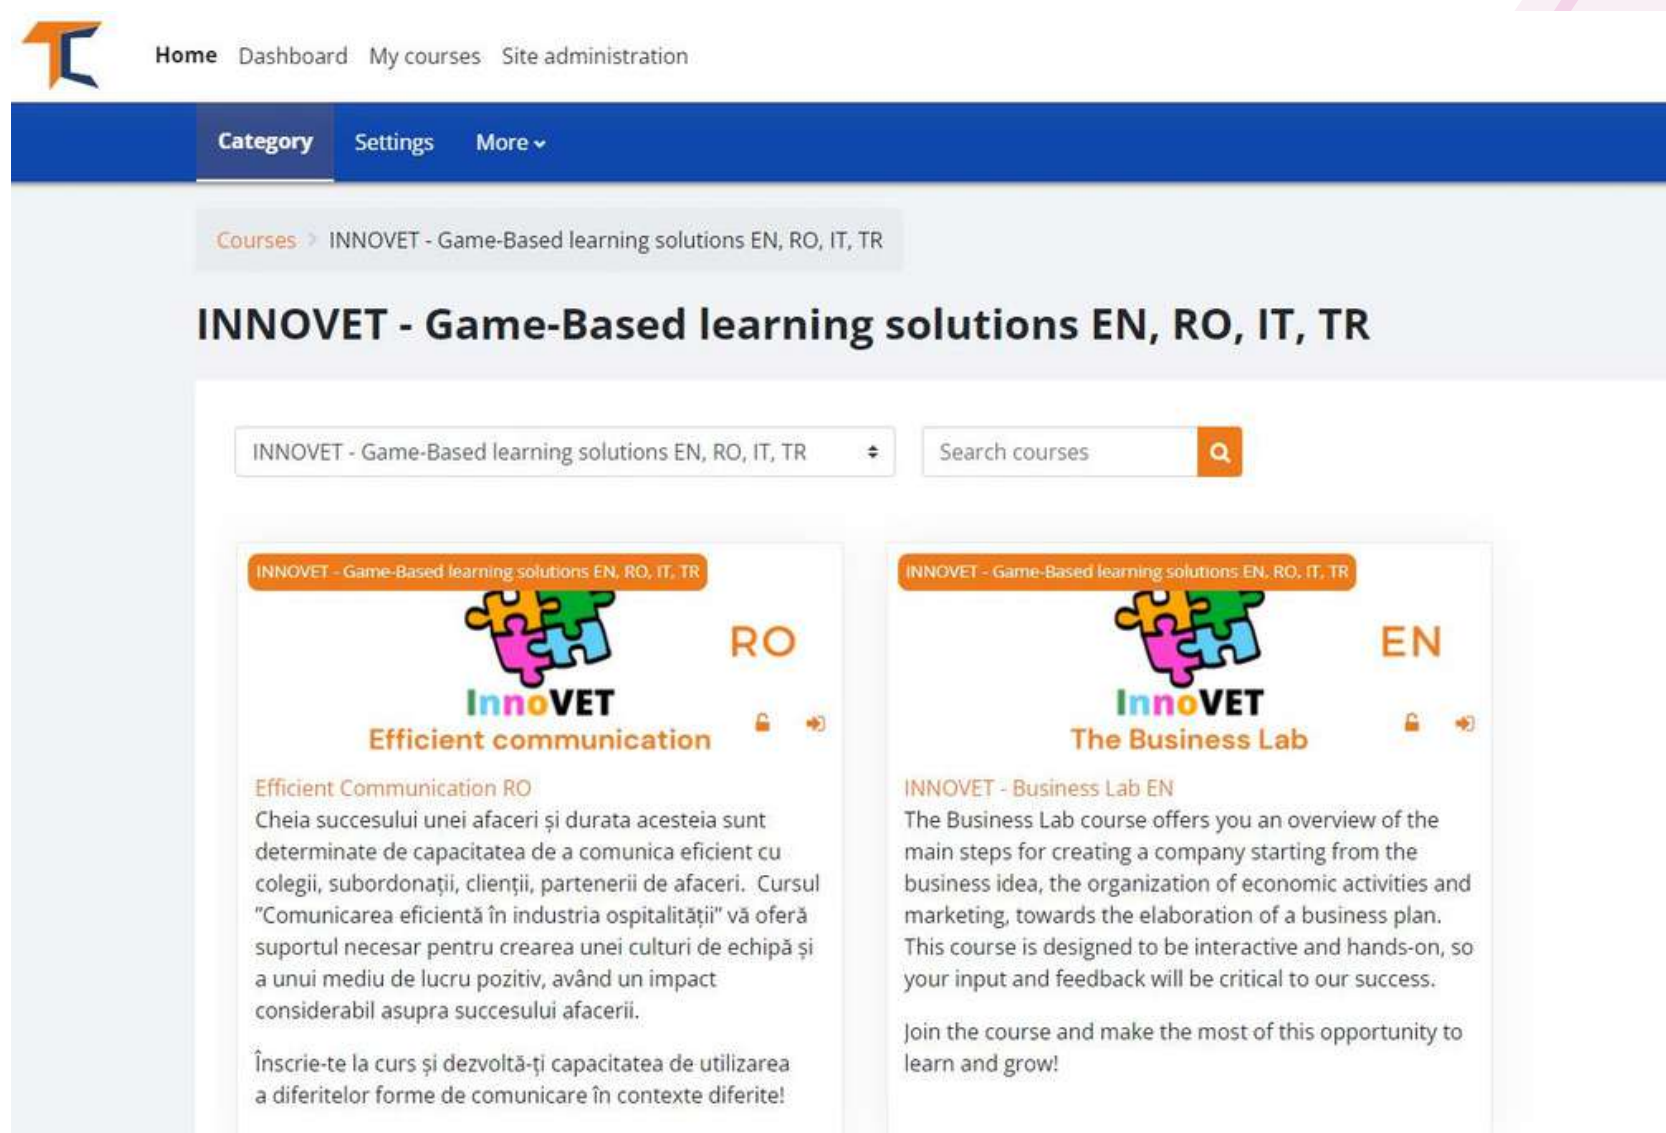 Home Dashboard My courses Site administration
Category Settings More
Courses INNOVET - Game-Based learning solutions EN, RO, IT, TR
INNOVET - Game-Based learning solutions EN, RO, IT, TR
INNOVET - Game-Based learning solutions EN, RO, IT, TR
Search courses
INNOVET - Game-Based learning solutions EN, RO, IT, TR
RO
InnoVET
Efficient communication
Efficient Communication RO
Cheia succesului unei afaceri și durata acesteia sunt
determinate de capacitatea de a comunica eficient cu
colegii, subordonații, clienții, partenerii de afaceri. Cursul
"Comunicarea eficientă în industria ospitalității” vă oferă
suportul necesar pentru crearea unei culturi de echipă și
a unui mediu de lucru pozitiv, având un impact
considerabil asupra succesului afacerii.
Înscrie-te la curs și dezvoltă-ți capacitatea de utilizarea
a diferitelor forme de comunicare în contexte diferite!
INNOVET - Game-Based learning solutions EN, RO, IT, TR
EN
InnoVET
The Business Lab
INNOVET - Business Lab EN
The Business Lab course offers you an overview of the
main steps for creating a company starting from the
business idea, the organization of economic activities and
marketing, towards the elaboration of a business plan.
This course is designed to be interactive and hands-on, so
your input and feedback will be critical to our success.
Join the course and make the most of this opportunity to
learn and grow!